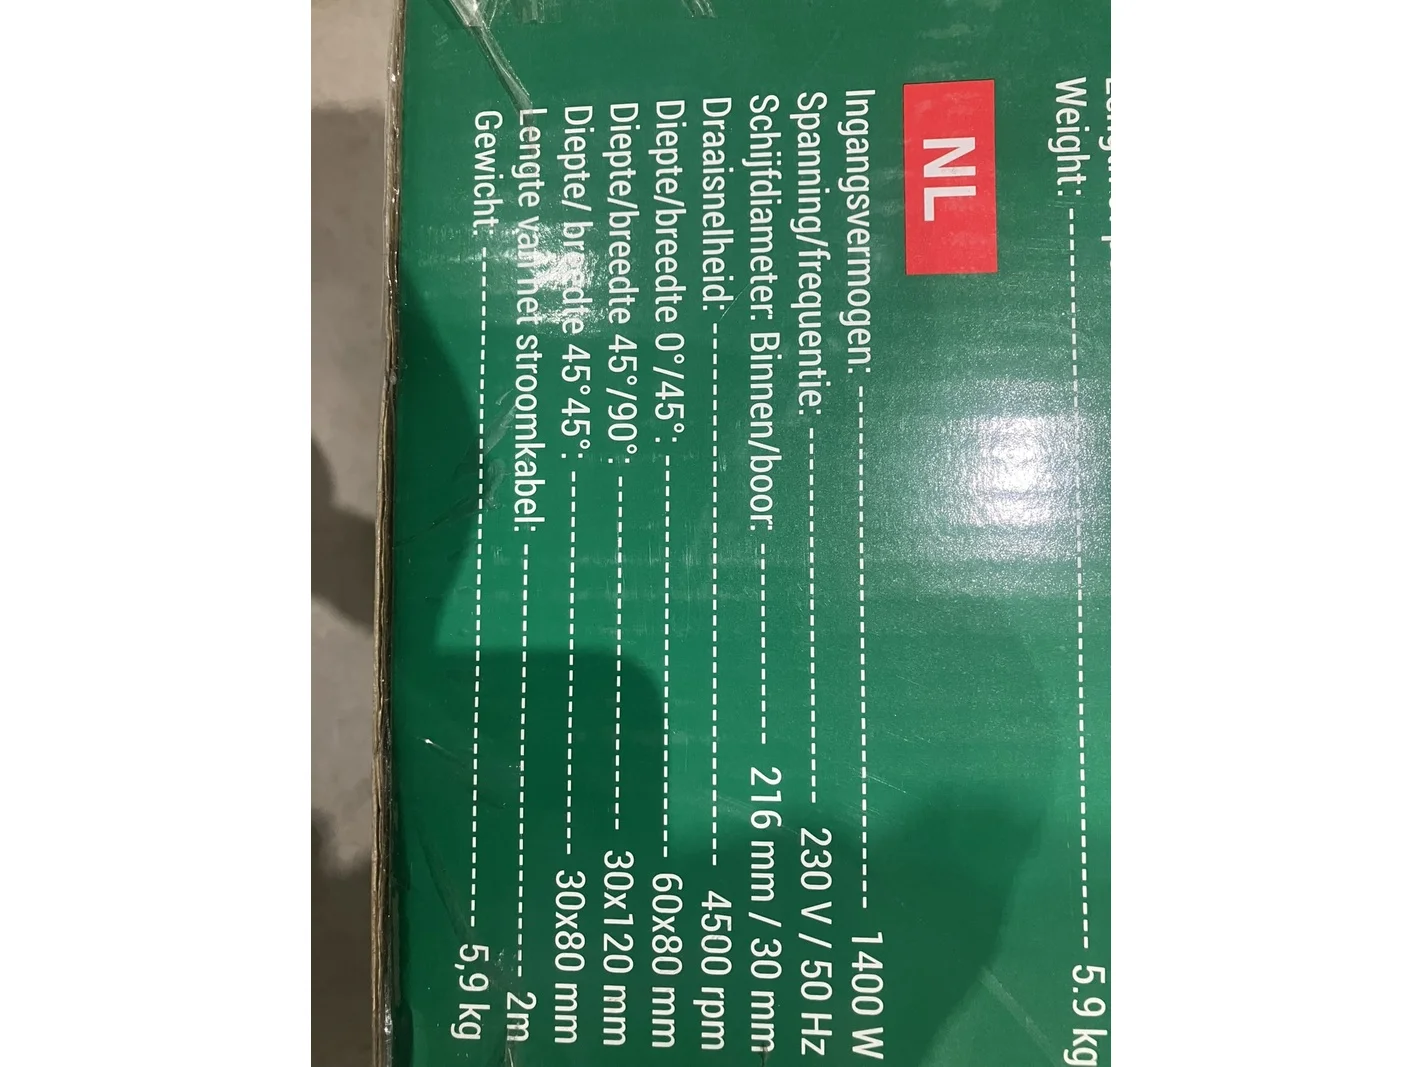 Weight: 5.9 kg
NL
Ingangsvermogen: 1400 W
Spanning/frequentie: 230 V / 50 Hz
Schijfdiameter: Binnen/boor: 216 mm / 30 mm
Draaisnelheid: 4500 rpm
Diepte/breedte 0°/45°: 60x80 mm
Diepte/breedte 45°/90°: 30x120 mm
Diepte/ breedte 45°45°: 30x80 mm
Lengte van het stroomkabel: 2m
Gewicht: 5,9 kg